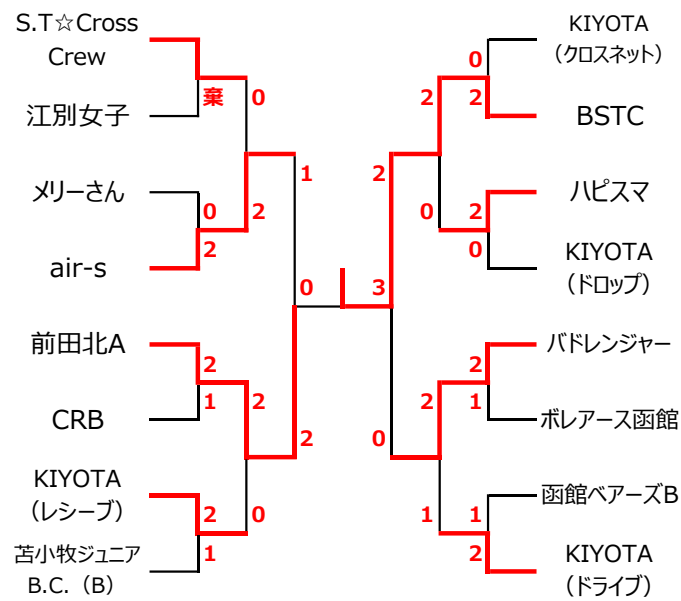 S.T☆Cross
Crew
江別女子
メリーさん
air-s
前田北A
CRB
KIYOTA
（レシーブ）
苫小牧ジュニア
B.C.（B）
棄
0
0
2
2
1
2
1
2
2
1
0
2
0
3
2
0
2
0
2
1
0
2
2
0
2
1
1
2
KIYOTA
（クロスネット）
BSTC
ハピスマ
KIYOTA
（ドロップ）
バドレンジャー
ボレアース函館
函館ベアーズB
KIYOTA
（ドライブ）